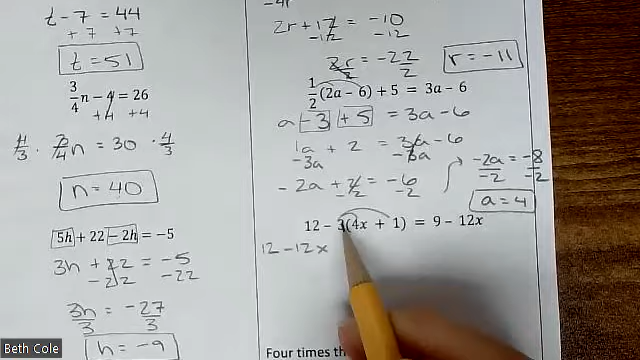 t - 7 = 44
+7 +7
t = 51
3/4 n - 4 = 26
+4 +4
4/3 · 3/4 n = 30 · 4/3
n = 40
5h + 22 - 2h = -5
3h + 22 = -5
-22 -22
3h/3 = -27/3
h = -9
2r + 12 = -10
-12 -12
2r/2 = -22/2
r = -11
1/2 (2a - 6) + 5 = 3a - 6
a - 3 + 5 = 3a - 6
1a + 2 = 3a - 6
-3a -3a
-2a + 2 = -6
-2 -2
-2a/-2 = -8/-2
a = 4
12 - 3(4x + 1) = 9 - 12x
12 - 12x
Four times th
Beth Cole